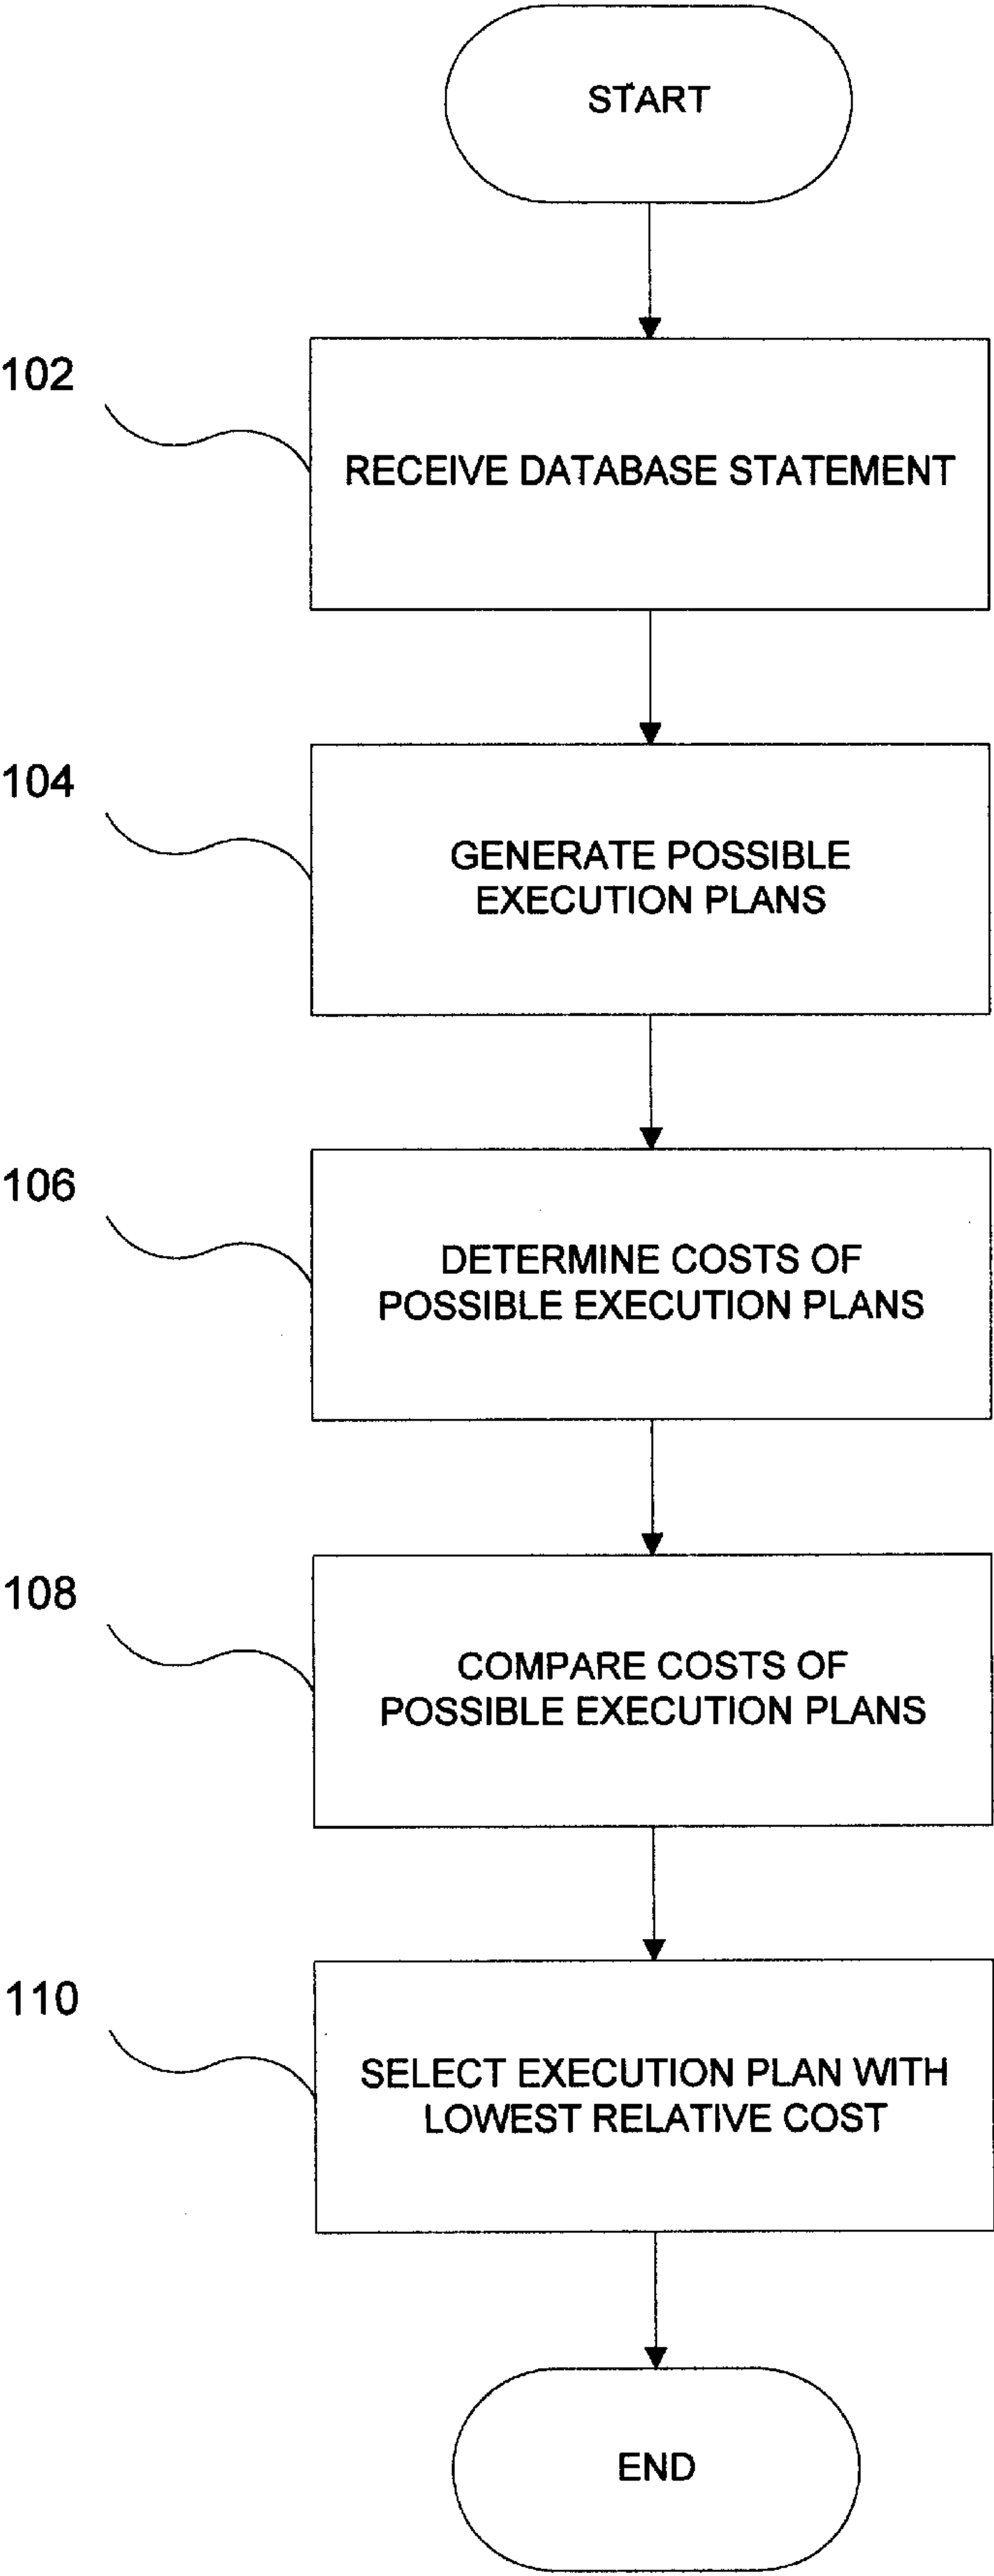 START
102
RECEIVE DATABASE STATEMENT
104
GENERATE POSSIBLE
EXECUTION PLANS
106
DETERMINE COSTS OF
POSSIBLE EXECUTION PLANS
108
COMPARE COSTS OF
POSSIBLE EXECUTION PLANS
110
SELECT EXECUTION PLAN WITH
LOWEST RELATIVE COST
END